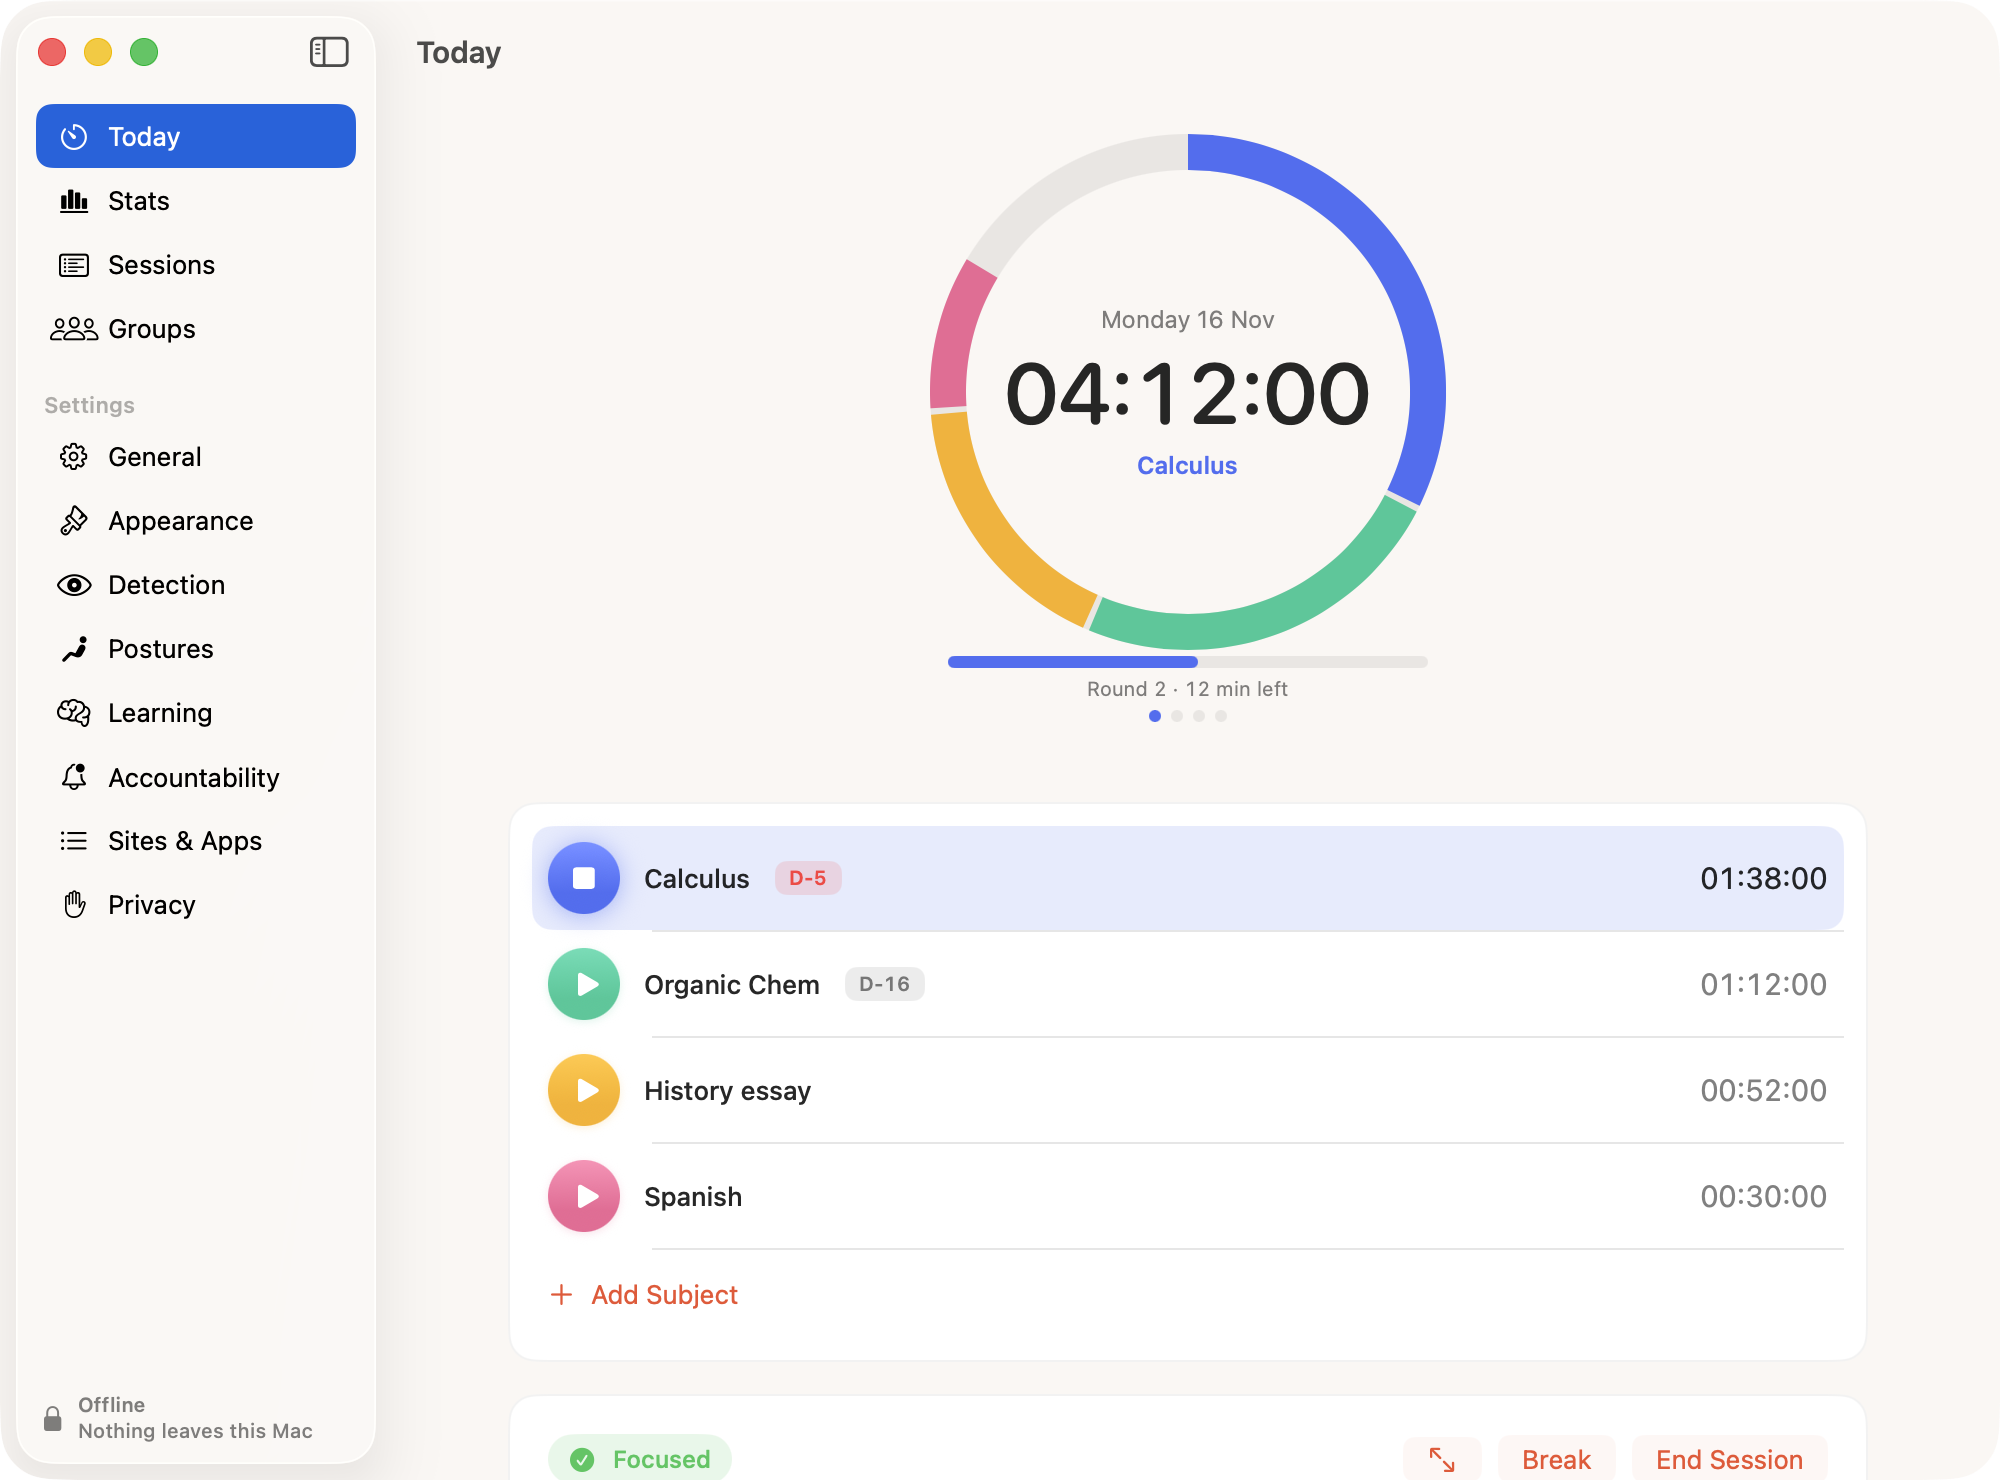 Today
Stats
Sessions
Groups
Settings
General
Appearance
Detection
Postures
Learning
Accountability
Sites & Apps
Privacy
Offline
Nothing leaves this Mac
Today
Monday 16 Nov
04:12:00
Calculus
Round 2 · 12 min left
Calculus D-5 01:38:00
Organic Chem D-16 01:12:00
History essay 00:52:00
Spanish 00:30:00
+ Add Subject
Focused Break End Session